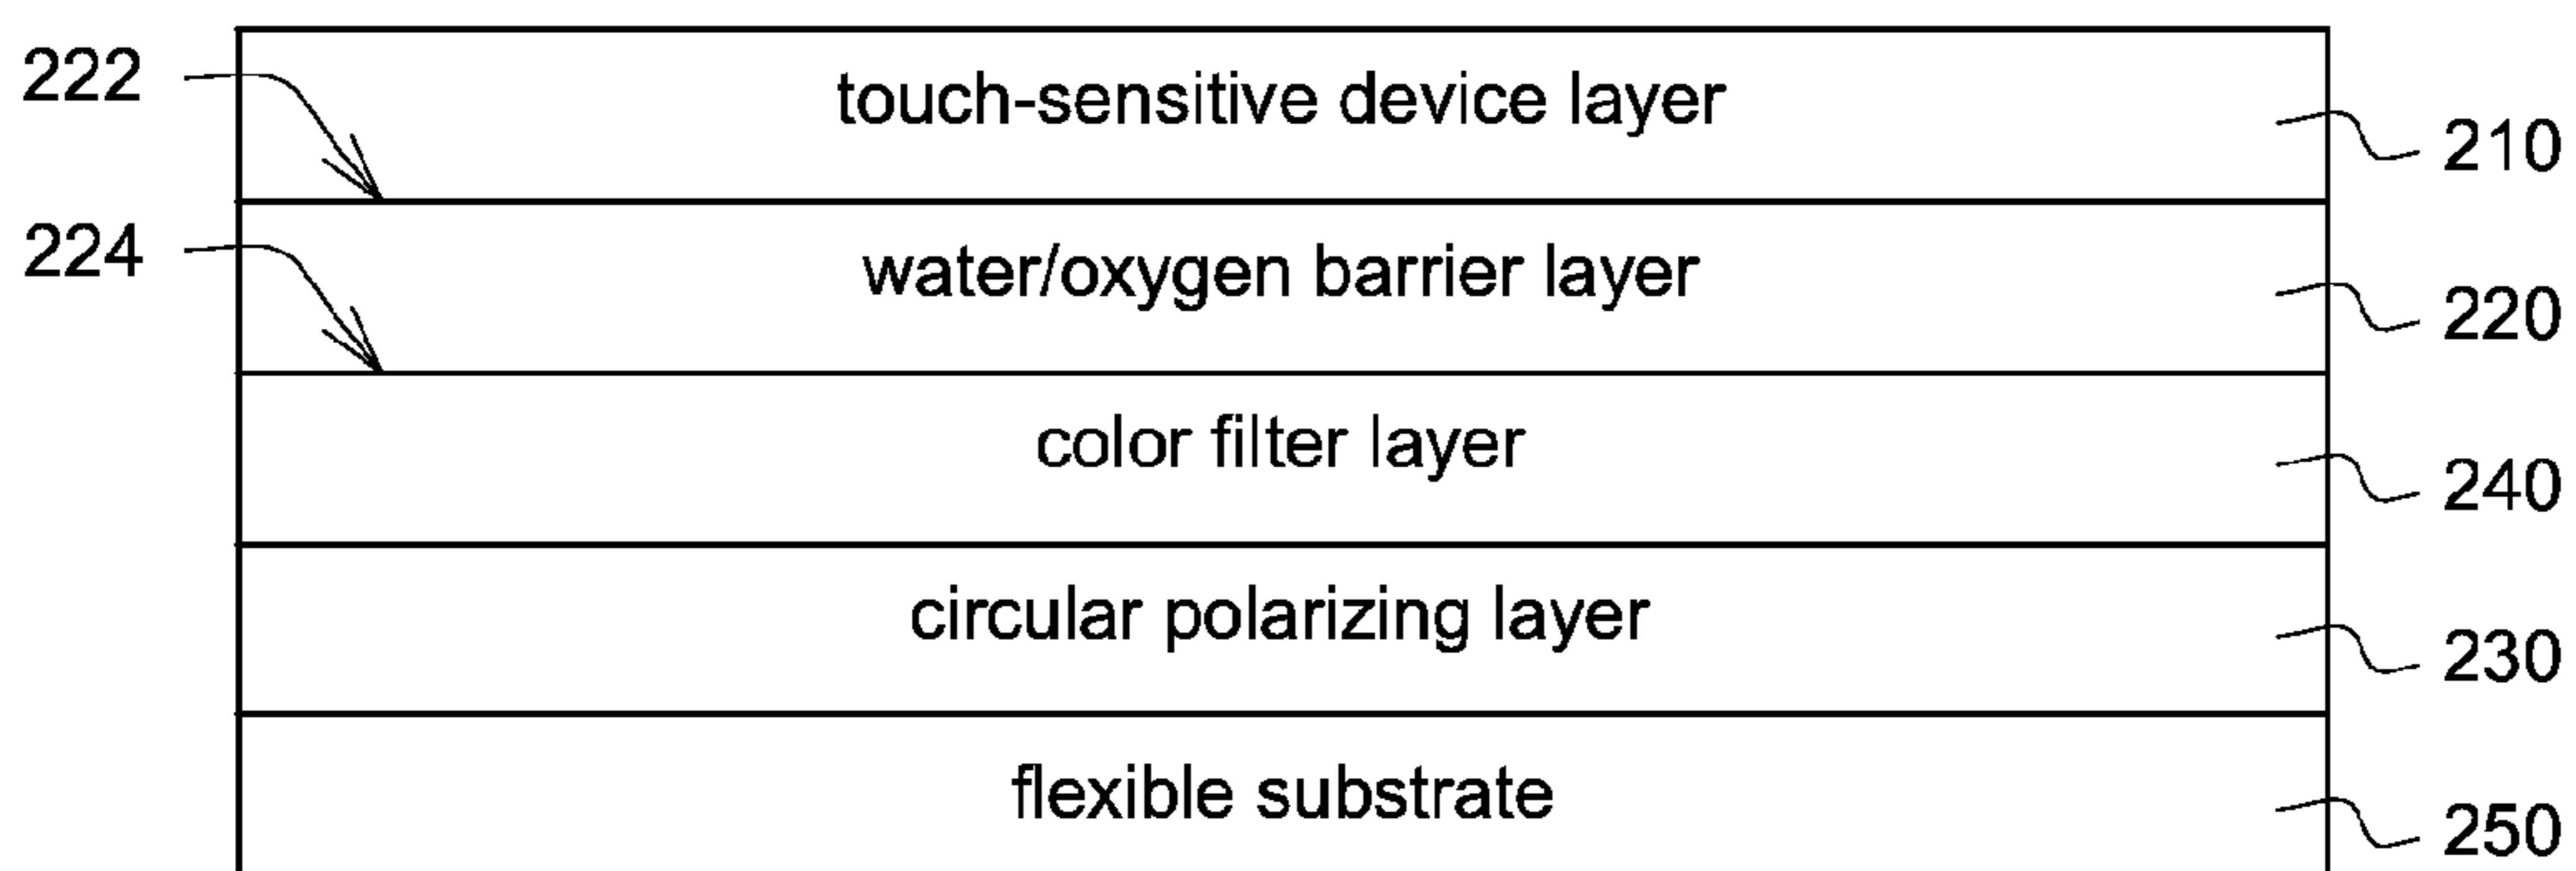 222
touch-sensitive device layer
210
224
water/oxygen barrier layer
220
color filter layer
240
circular polarizing layer
230
flexible substrate
250